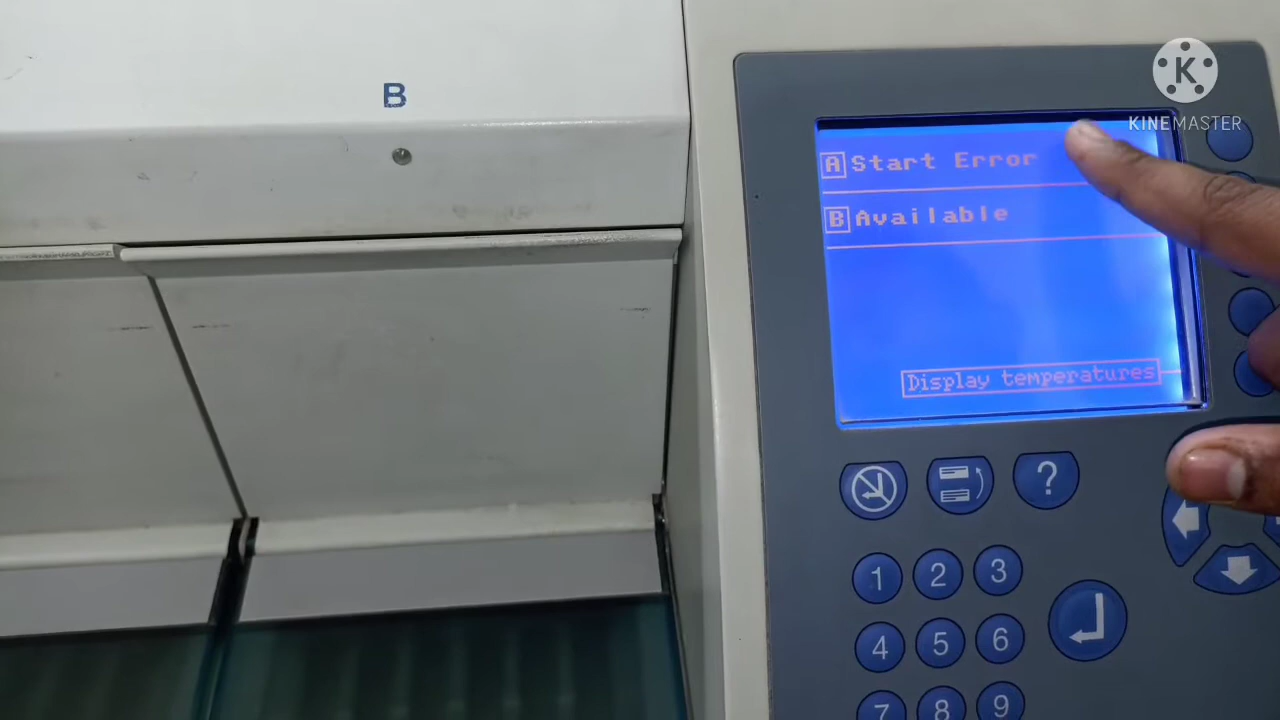 B
K
KINEMASTER
A Start Error
B Available
Display temperatures
?
1 2 3
4 5 6
7 8 9